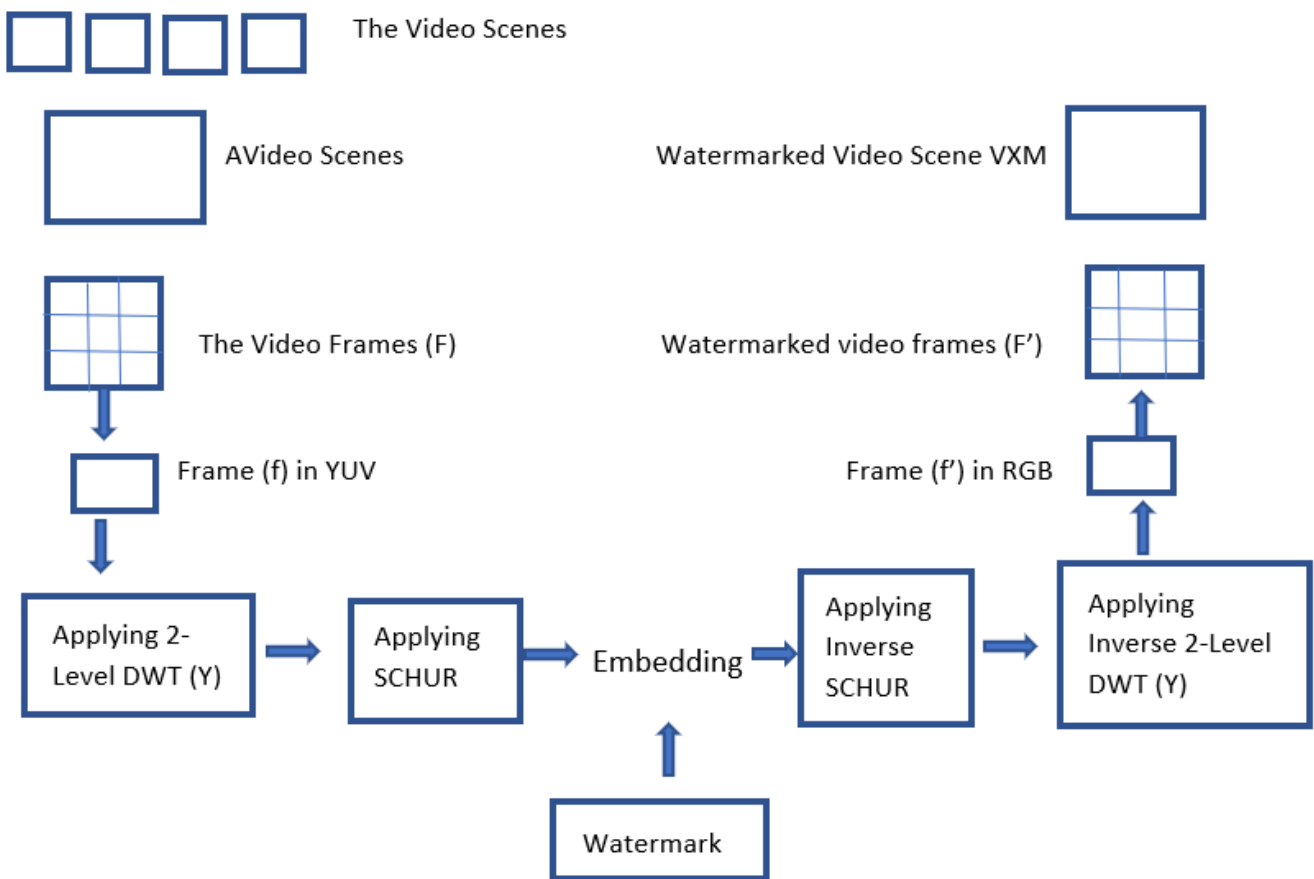 The Video Scenes
AVideo Scenes
Watermarked Video Scene VXM
The Video Frames (F)
Watermarked video frames (F’)
Frame (f) in YUV
Frame (f’) in RGB
Applying 2-
Level DWT (Y)
Applying
SCHUR
Embedding
Applying
Inverse
SCHUR
Applying
Inverse 2-Level
DWT (Y)
Watermark